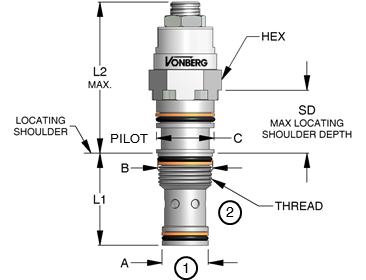 HEX
VONBERG
L2
MAX.
SD
MAX LOCATING
SHOULDER DEPTH
LOCATING
SHOULDER
PILOT
C
B
L1
THREAD
2
A
1